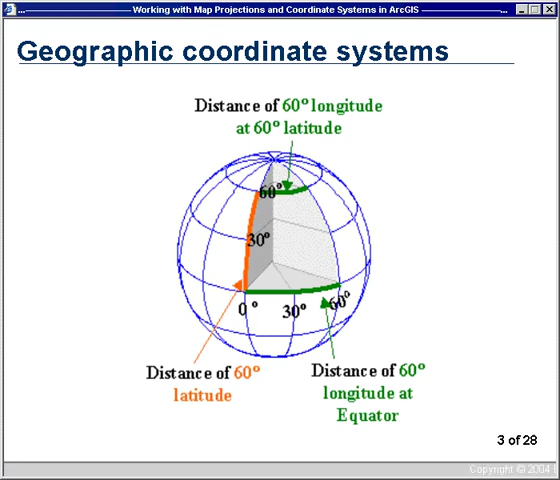 ... Working with Map Projections and Coordinate Systems in ArcGIS ...
Geographic coordinate systems
Distance of 60° longitude
at 60° latitude
60°
30°
0°
30°
60°
Distance of 60°
latitude
Distance of 60°
longitude at
Equator
3 of 28
Copyright © 2004